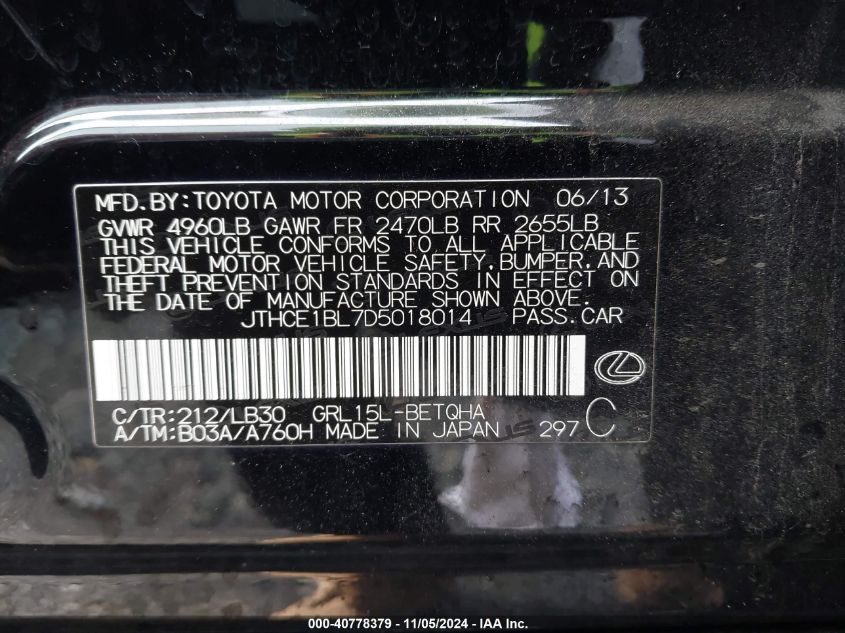 MFD.BY:TOYOTA MOTOR CORPORATION 06/13
GVWR 4960LB GAWR FR 2470LB RR 2655LB
THIS VEHICLE CONFORMS TO ALL APPLICABLE
FEDERAL MOTOR VEHICLE SAFETY,BUMPER,AND
THEFT PREVENTION STANDARDS IN EFFECT ON
THE DATE OF MANUFACTURE SHOWN ABOVE.
JTHCE1BL7D5018014 PASS.CAR
C/TR:212/LB30 GRL15L-BETQHA
A/TM:B03A/A760H MADE IN JAPAN 297 C
000-40778379 - 11/05/2024 - IAA Inc.